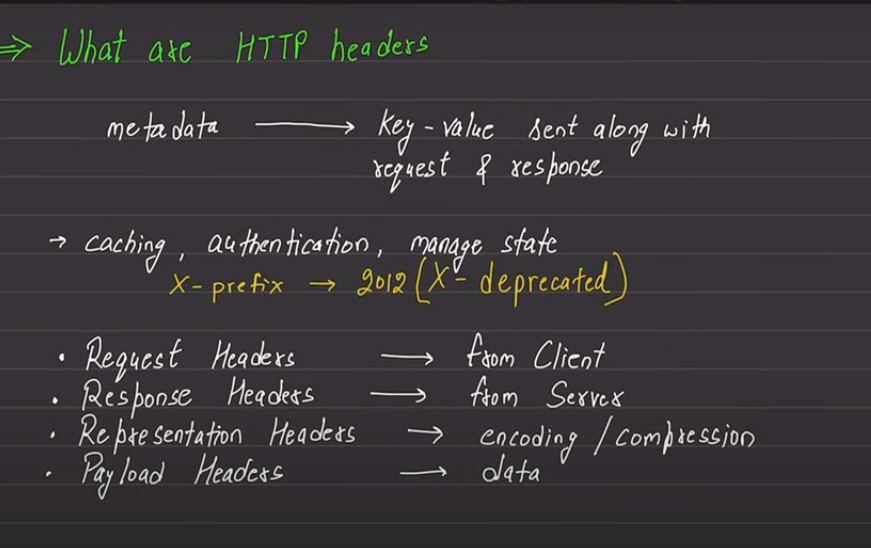 ⇒ What are HTTP headers
metadata ⟶ Key-value sent along with
request & response
→ caching, authentication, manage state
X-prefix → 2012 (X- deprecated)
• Request Headers ⟶ from Client
• Response Headers ⟶ from Server
• Representation Headers → encoding / compression
• Payload Headers ⟶ data